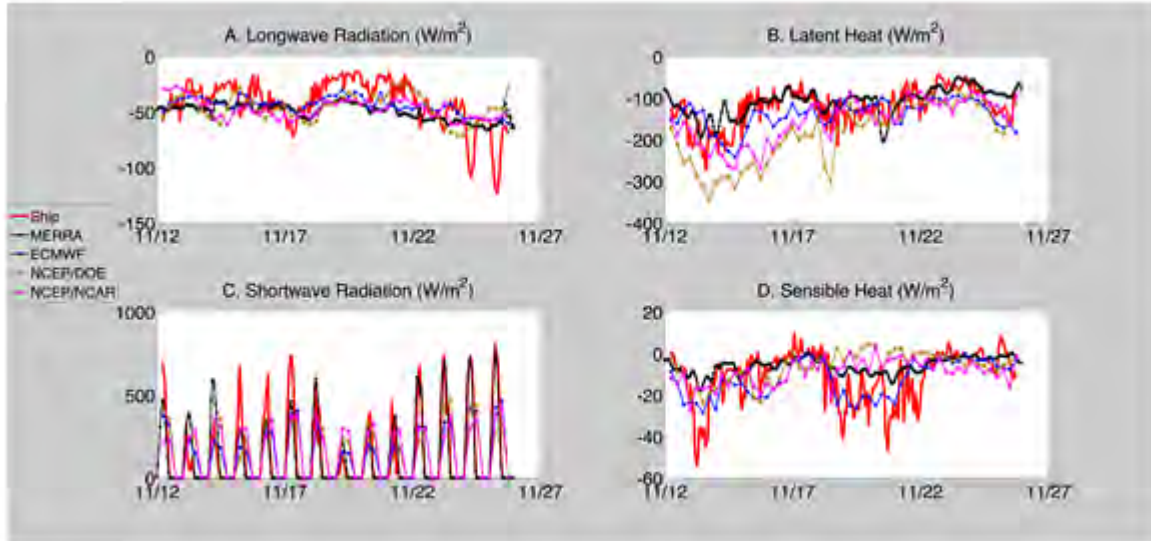 A. Longwave Radiation (W/m²)
0
-50
-100
-150
11/12 11/17 11/22 11/27
B. Latent Heat (W/m²)
0
-100
-200
-300
-400
11/12 11/17 11/22 11/27
Ship
MERRA
ECMWF
NCEP/DOE
NCEP/NCAR
C. Shortwave Radiation (W/m²)
1000
500
0
11/12 11/17 11/22 11/27
D. Sensible Heat (W/m²)
20
0
-20
-40
-60
11/12 11/17 11/22 11/27